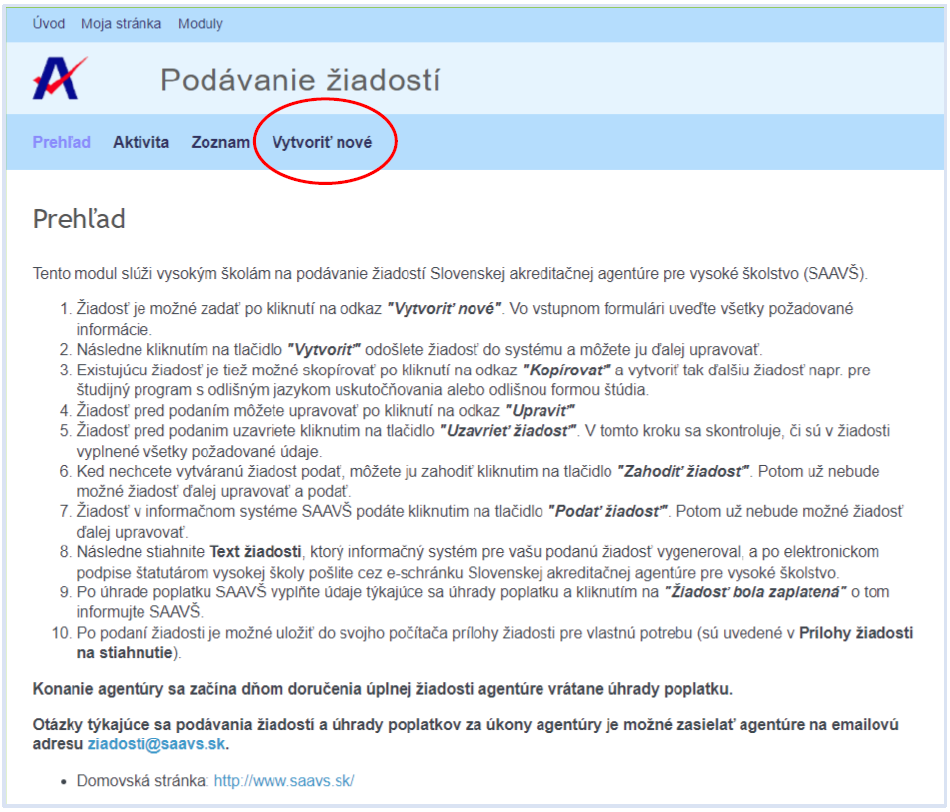 Úvod Moja stránka Moduly
Podávanie žiadostí
Prehľad Aktivita Zoznam Vytvoriť nové
Prehľad
Tento modul slúži vysokým školám na podávanie žiadostí Slovenskej akreditačnej agentúre pre vysoké školstvo (SAAVŠ).
1. Žiadosť je možné zadať po kliknutí na odkaz "Vytvoriť nové". Vo vstupnom formulári uveďte všetky požadované
informácie.
2. Následne kliknutím na tlačidlo "Vytvoriť" odošlete žiadosť do systému a môžete ju ďalej upravovať.
3. Existujúcu žiadosť je tiež možné skopírovať po kliknutí na odkaz "Kopírovať" a vytvoriť tak ďalšiu žiadosť napr. pre
študijný program s odlišným jazykom uskutočňovania alebo odlišnou formou štúdia.
4. Žiadosť pred podaním môžete upravovať po kliknutí na odkaz "Upraviť"
5. Žiadosť pred podanim uzavriete kliknutim na tlačidlo "Uzavrieť žiadosť". V tomto kroku sa skontroluje, či sú v žiadosti
vyplnené všetky požadované údaje.
6. Ked nechcete vytváranú žiadost podať, môžete ju zahodiť kliknutim na tlačidlo "Zahodiť žiadosť". Potom už nebude
možné žiadosť ďalej upravovať a podať.
7. Žiadosť v informačnom systéme SAAVŠ podáte kliknutim na tlačidlo "Podať žiadosť". Potom už nebude možné žiadosť
ďalej upravovať.
8. Následne stiahnite Text žiadosti, ktorý informačný systém pre vašu podanú žiadosť vygeneroval, a po elektronickom
podpise štatutárom vysokej školy pošlite cez e-schránku Slovenskej akreditačnej agentúre pre vysoké školstvo.
9. Po úhrade poplatku SAAVŠ vyplňte údaje týkajúce sa úhrady poplatku a kliknutím na "Žiadosť bola zaplatená" o tom
informujte SAAVŠ.
10. Po podaní žiadosti je možné uložiť do svojho počítača prílohy žiadosti pre vlastnú potrebu (sú uvedené v Prílohy žiadosti
na stiahnutie).
Konanie agentúry sa začína dňom doručenia úplnej žiadosti agentúre vrátane úhrady poplatku.
Otázky týkajúce sa podávania žiadostí a úhrady poplatkov za úkony agentúry je možné zasielať agentúre na emailovú
adresu ziadosti@saavs.sk.
• Domovská stránka: http://www.saavs.sk/